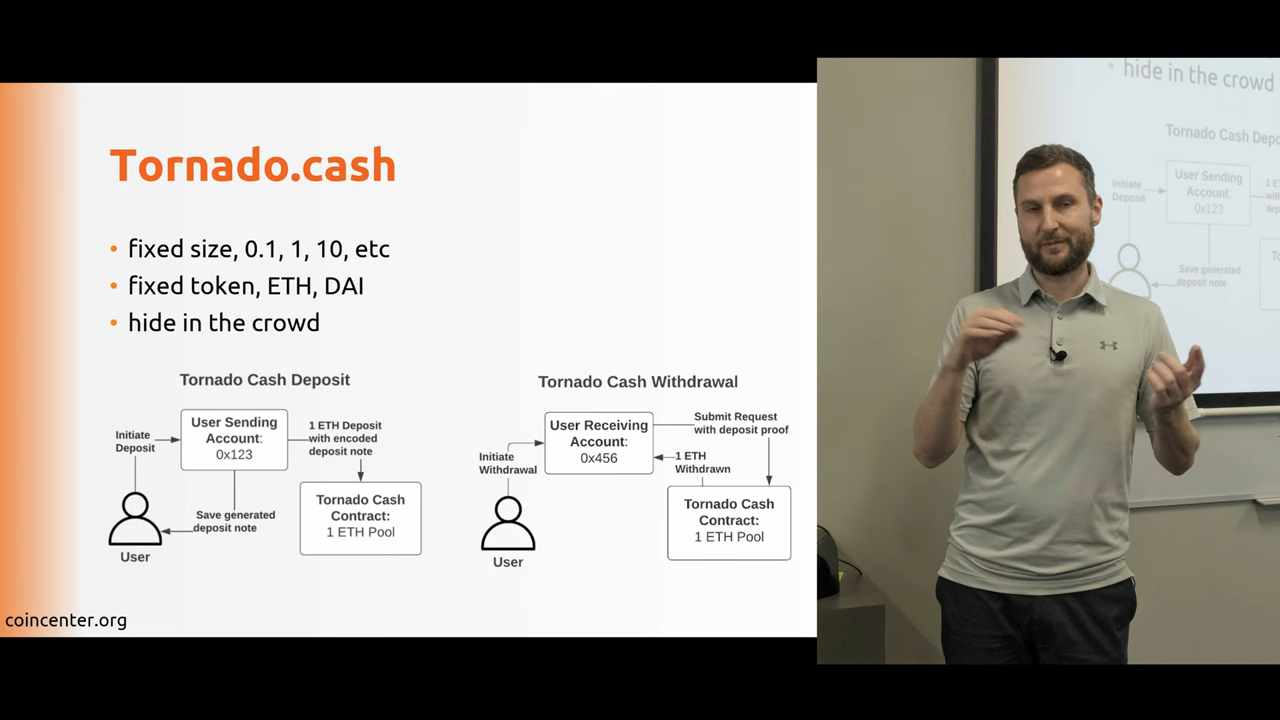 Tornado.cash
• fixed size, 0.1, 1, 10, etc
• fixed token, ETH, DAI
• hide in the crowd
Tornado Cash Deposit
Initiate
Deposit
User Sending
Account:
0x123
1 ETH Deposit
with encoded
deposit note
Save generated
deposit note
Tornado Cash
Contract:
1 ETH Pool
User
Tornado Cash Withdrawal
Initiate
Withdrawal
User Receiving
Account:
0x456
Submit Request
with deposit proof
1 ETH
Withdrawn
Tornado Cash
Contract:
1 ETH Pool
User
coincenter.org
• hide in the crowd
Tornado Cash Depo
Initiate
Deposit
User Sending
Account:
0x123
1 ET
with
dep
Save generated
deposit note